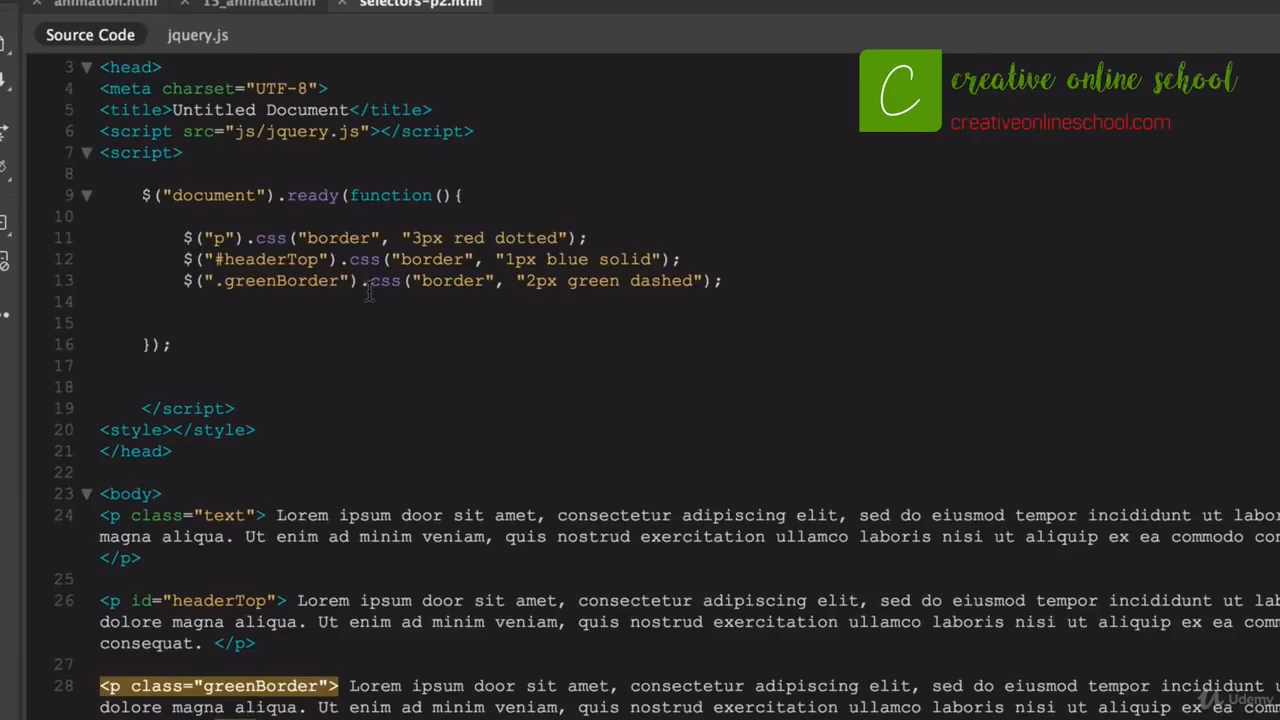 animation.html 15_animate.html selectors-p2.html
Source Code jquery.js
creative online school
creativeonlineschool.com
C
3 <head>
4 <meta charset="UTF-8">
5 <title>Untitled Document</title>
6 <script src="js/jquery.js"></script>
7 <script>
8
9 $("document").ready(function(){
10
11 $("p").css("border", "3px red dotted");
12 $("#headerTop").css("border", "1px blue solid");
13 $(".greenBorder").css("border", "2px green dashed");
14
15
16 });
17
18
19 </script>
20 <style></style>
21 </head>
22
23 <body>
24 <p class="text"> Lorem ipsum door sit amet, consectetur adipiscing elit, sed do eiusmod tempor incididunt ut labo
magna aliqua. Ut enim ad minim veniam, quis nostrud exercitation ullamco laboris nisi ut aliquip ex ea commodo co
</p>
25
26 <p id="headerTop"> Lorem ipsum door sit amet, consectetur adipiscing elit, sed do eiusmod tempor incididunt ut lab
dolore magna aliqua. Ut enim ad minim veniam, quis nostrud exercitation ullamco laboris nisi ut aliquip ex ea comm
consequat. </p>
27
28 <p class="greenBorder"> Lorem ipsum door sit amet, consectetur adipiscing elit, sed do eiusmod tempor incididunt
dolore magna aliqua. Ut enim ad minim veniam, quis nostrud exercitation ullamco laboris nisi ut aliquip ex ea
Udemy